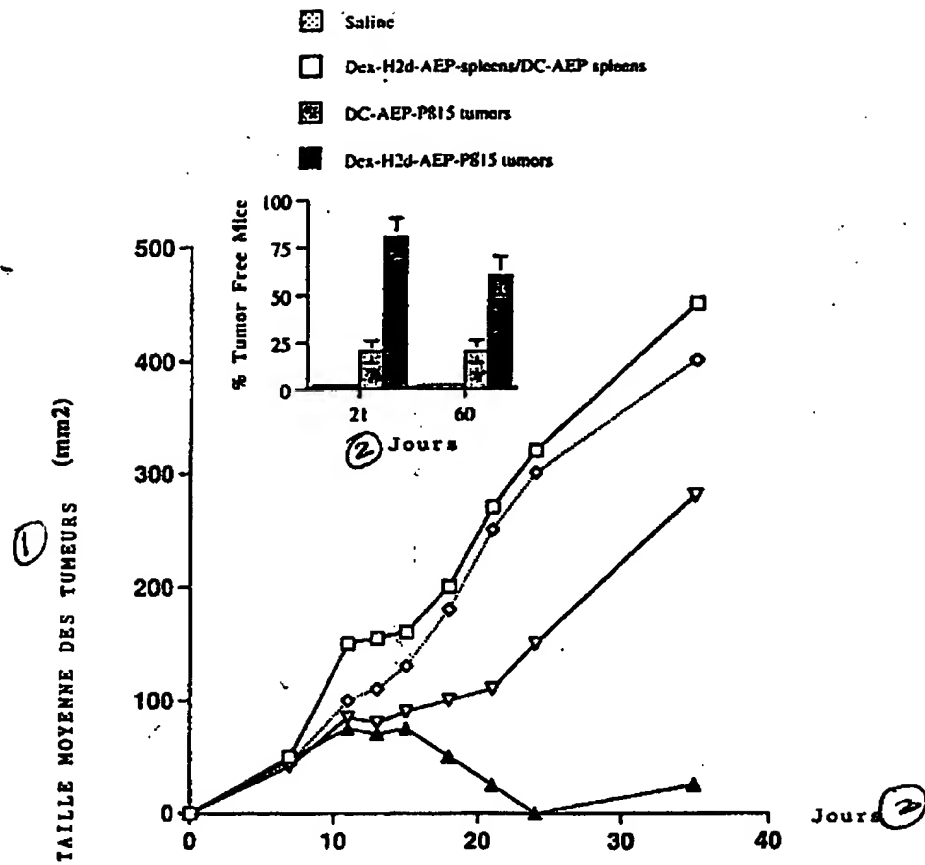 Saline
Dex-H2d-AEP-spleens/DC-AEP spleens
DC-AEP-P815 tumors
Dex-H2d-AEP-P815 tumors
% Tumor Free Mice
100
75
50
25
0
21
60
2 Jours
1 TAILLE MOYENNE DES TUMEURS (mm2)
500
400
300
200
100
0
0
10
20
30
40
Jours 2